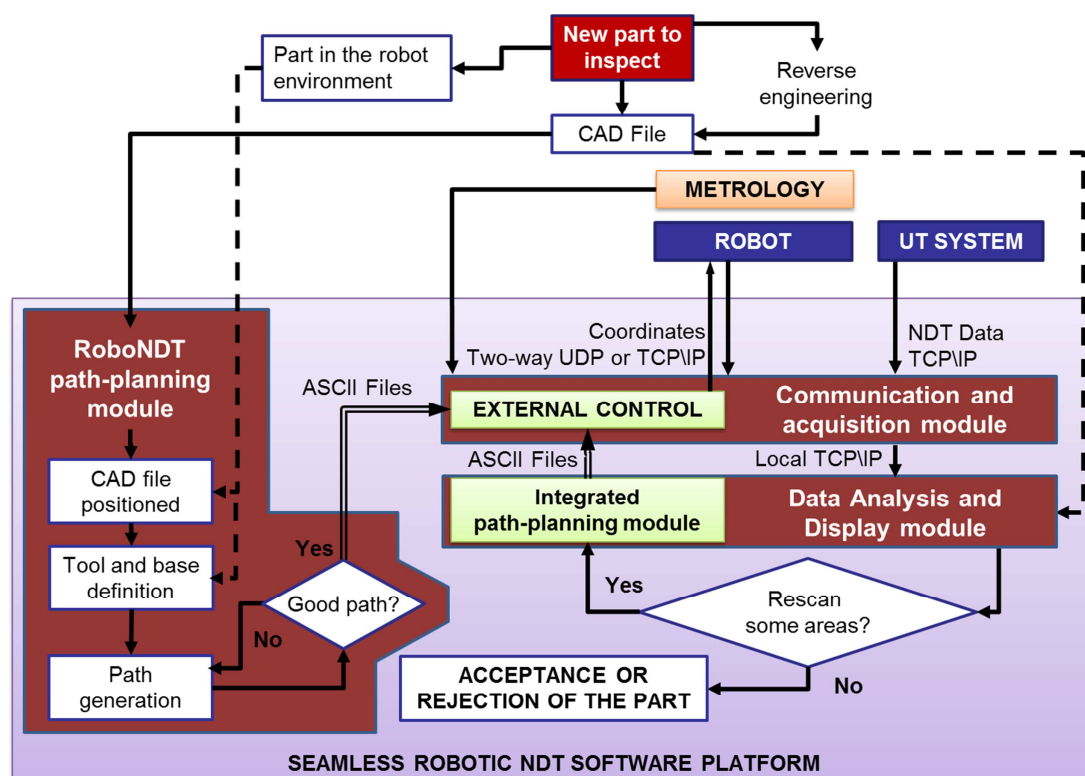 New part to
inspect
Part in the robot
environment
Reverse
engineering
CAD File
METROLOGY
ROBOT
UT SYSTEM
RoboNDT
path-planning
module
Coordinates
Two-way UDP or TCP\IP
NDT Data
TCP\IP
ASCII Files
EXTERNAL CONTROL
Communication and
acquisition module
ASCII Files
Local TCP\IP
CAD file
positioned
Integrated
path-planning module
Data Analysis and
Display module
Tool and base
definition
Yes
Good path?
No
Yes
Rescan
some areas?
Path
generation
ACCEPTANCE OR
REJECTION OF THE PART
No
SEAMLESS ROBOTIC NDT SOFTWARE PLATFORM